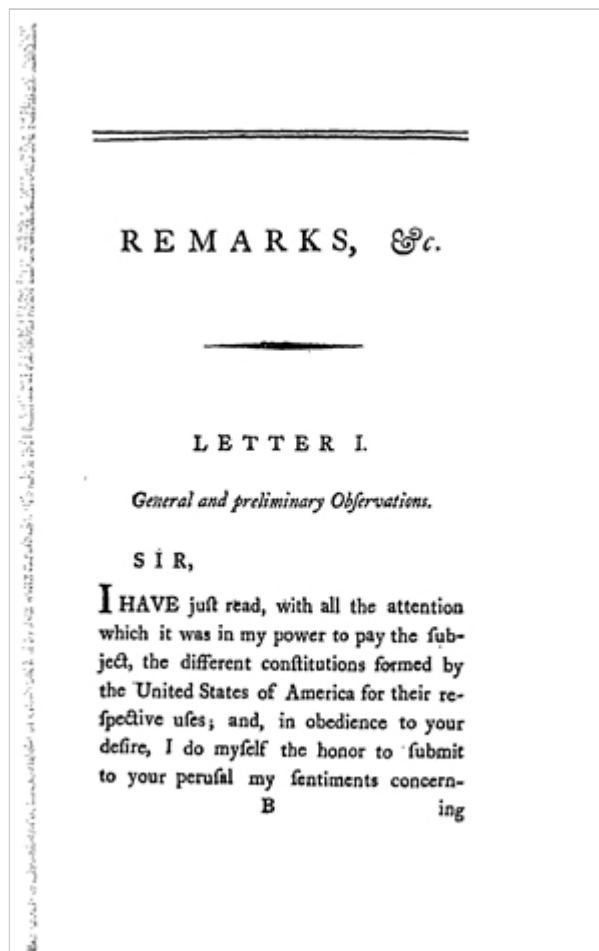 REMARKS, &c.
LETTER I.
General and preliminary Obſervations.
SIR,
I HAVE juſt read, with all the attention
which it was in my power to pay the ſub-
ject, the different conſtitutions formed by
the United States of America for their re-
ſpective uſes; and, in obedience to your
deſire, I do myſelf the honor to ſubmit
to your peruſal my ſentiments concern-
B ing